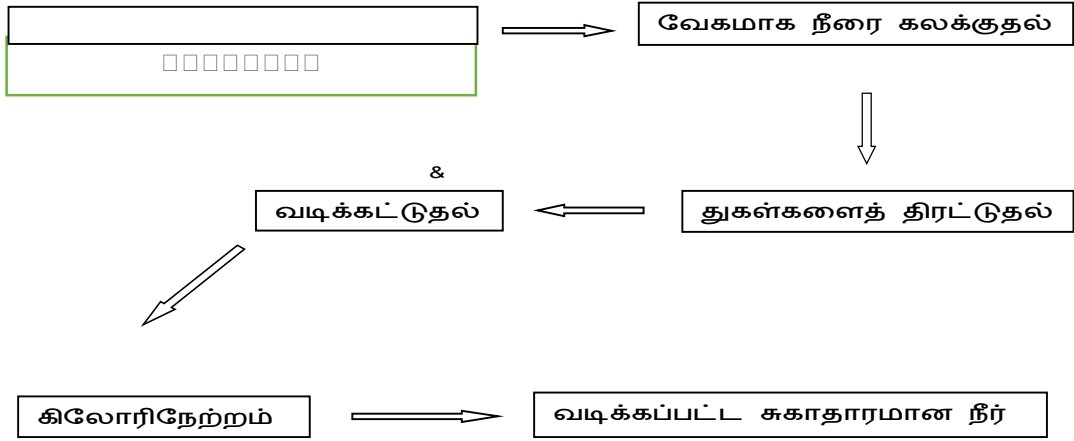 வேகமாக நீரை கலக்குதல்
துகள்களைத் திரட்டுதல்
&
வடிக்கட்டுதல்
கிலோரிநேற்றம்
வடிக்கப்பட்ட சுகாதாரமான நீர்